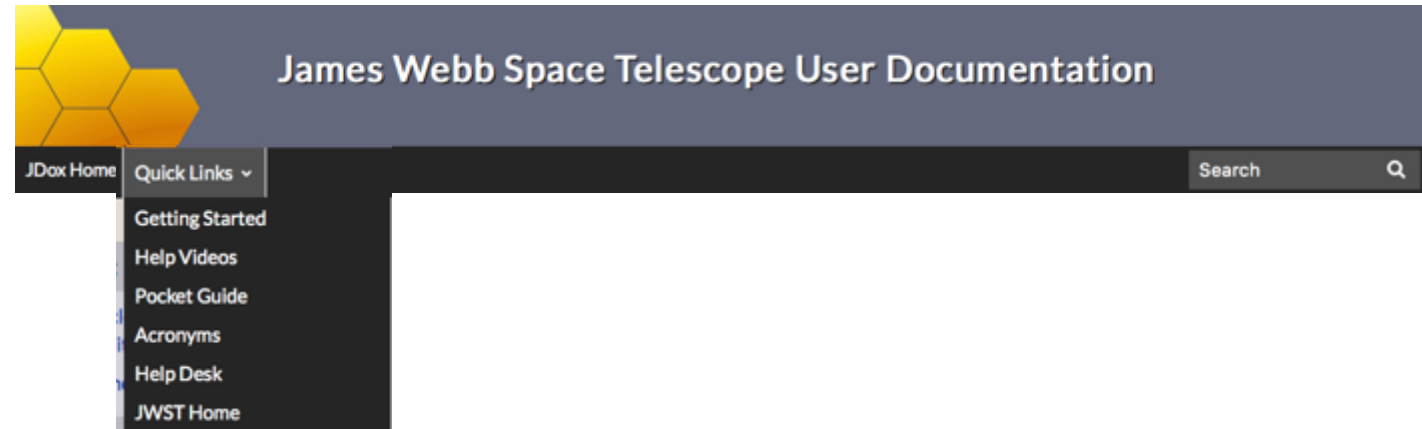 James Webb Space Telescope User Documentation
JDox Home Quick Links Search
Getting Started
Help Videos
Pocket Guide
Acronyms
Help Desk
JWST Home